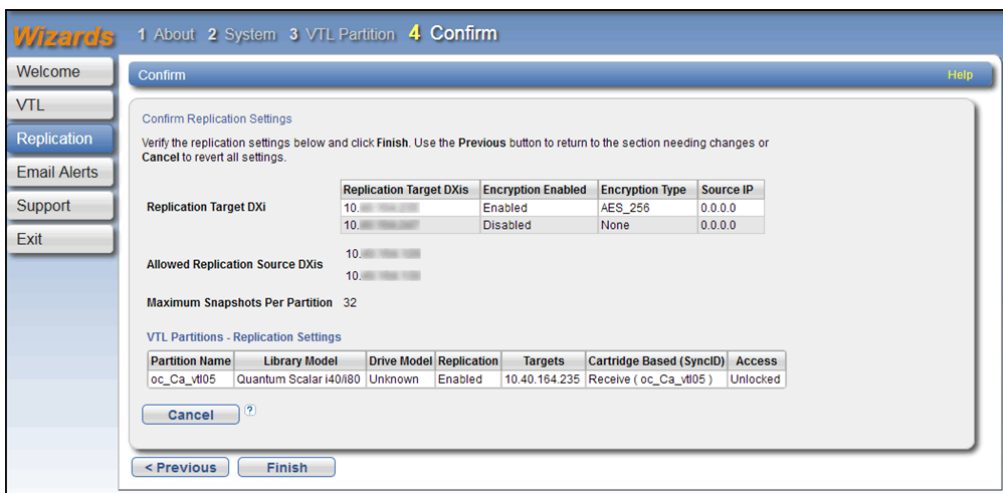 Wizards 1 About 2 System 3 VTL Partition 4 Confirm
Welcome
VTL
Replication
Email Alerts
Support
Exit
Confirm Help
Confirm Replication Settings
Verify the replication settings below and click Finish. Use the Previous button to return to the section needing changes or
Cancel to revert all settings.
Replication Target DXi
Replication Target DXis Encryption Enabled Encryption Type Source IP
10. Enabled AES_256 0.0.0.0
10. Disabled None 0.0.0.0
Allowed Replication Source DXis
10.
10.
Maximum Snapshots Per Partition 32
VTL Partitions - Replication Settings
Partition Name Library Model Drive Model Replication Targets Cartridge Based (SyncID) Access
oc_Ca_vtl05 Quantum Scalar i40/i80 Unknown Enabled 10.40.164.235 Receive ( oc_Ca_vtl05 ) Unlocked
Cancel ?
< Previous Finish